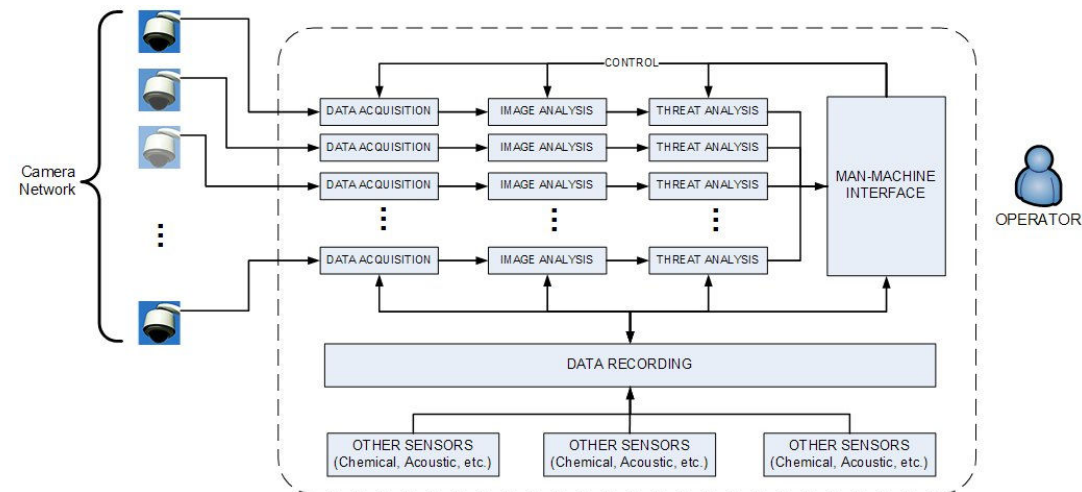 CONTROL
DATA ACQUISITION IMAGE ANALYSIS THREAT ANALYSIS
DATA ACQUISITION IMAGE ANALYSIS THREAT ANALYSIS
Camera
Network
DATA ACQUISITION IMAGE ANALYSIS THREAT ANALYSIS
MAN-MACHINE
INTERFACE
OPERATOR
DATA ACQUISITION IMAGE ANALYSIS THREAT ANALYSIS
DATA RECORDING
OTHER SENSORS
(Chemical, Acoustic, etc.)
OTHER SENSORS
(Chemical, Acoustic, etc.)
OTHER SENSORS
(Chemical, Acoustic, etc.)